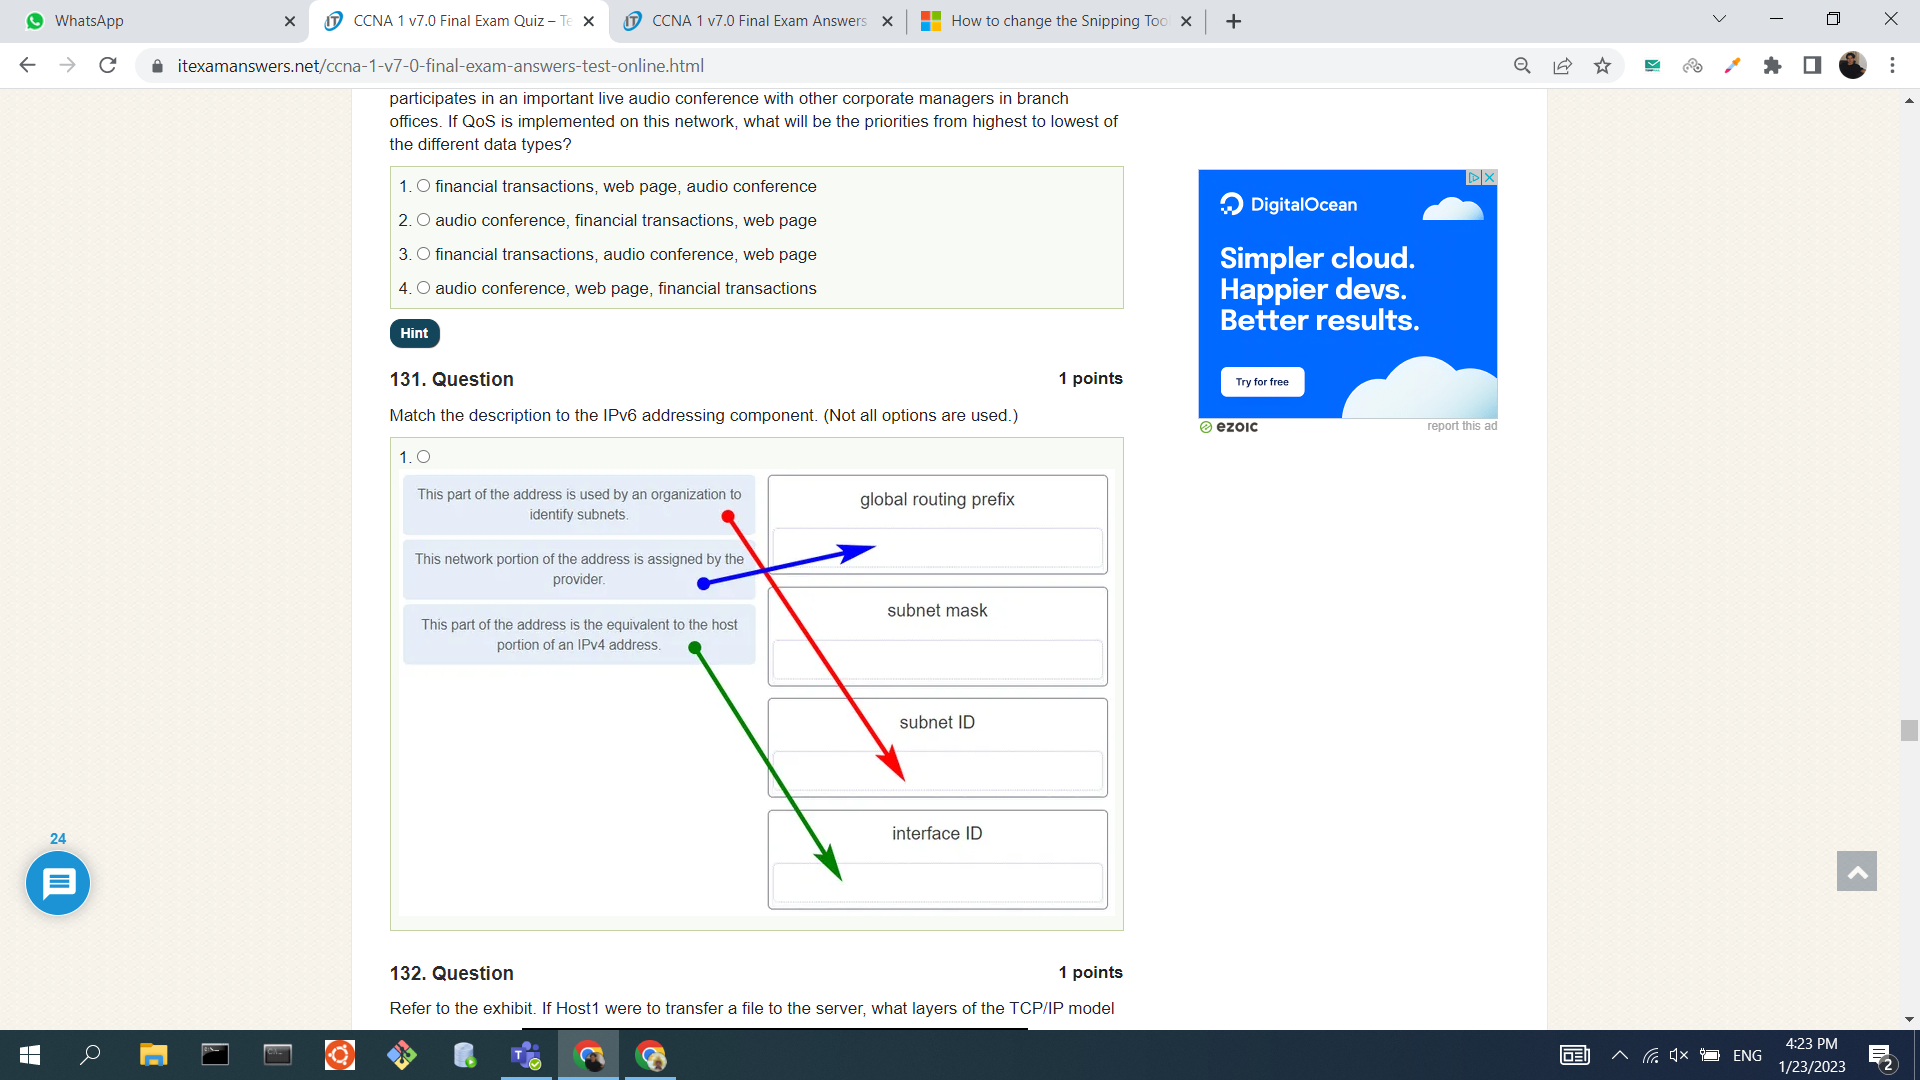 WhatsApp
CCNA 1 v7.0 Final Exam Quiz – Te
CCNA 1 v7.0 Final Exam Answers
How to change the Snipping Too
itexamanswers.net/ccna-1-v7-0-final-exam-answers-test-online.html
participates in an important live audio conference with other corporate managers in branch
offices. If QoS is implemented on this network, what will be the priorities from highest to lowest of
the different data types?
1. financial transactions, web page, audio conference
2. audio conference, financial transactions, web page
3. financial transactions, audio conference, web page
4. audio conference, web page, financial transactions
Hint
DigitalOcean
Simpler cloud.
Happier devs.
Better results.
Try for free
ezoic
report this ad
131. Question
1 points
Match the description to the IPv6 addressing component. (Not all options are used.)
1.
This part of the address is used by an organization to
identify subnets.
This network portion of the address is assigned by the
provider.
This part of the address is the equivalent to the host
portion of an IPv4 address.
global routing prefix
subnet mask
subnet ID
interface ID
24
132. Question
1 points
Refer to the exhibit. If Host1 were to transfer a file to the server, what layers of the TCP/IP model
ENG
4:23 PM
1/23/2023
2